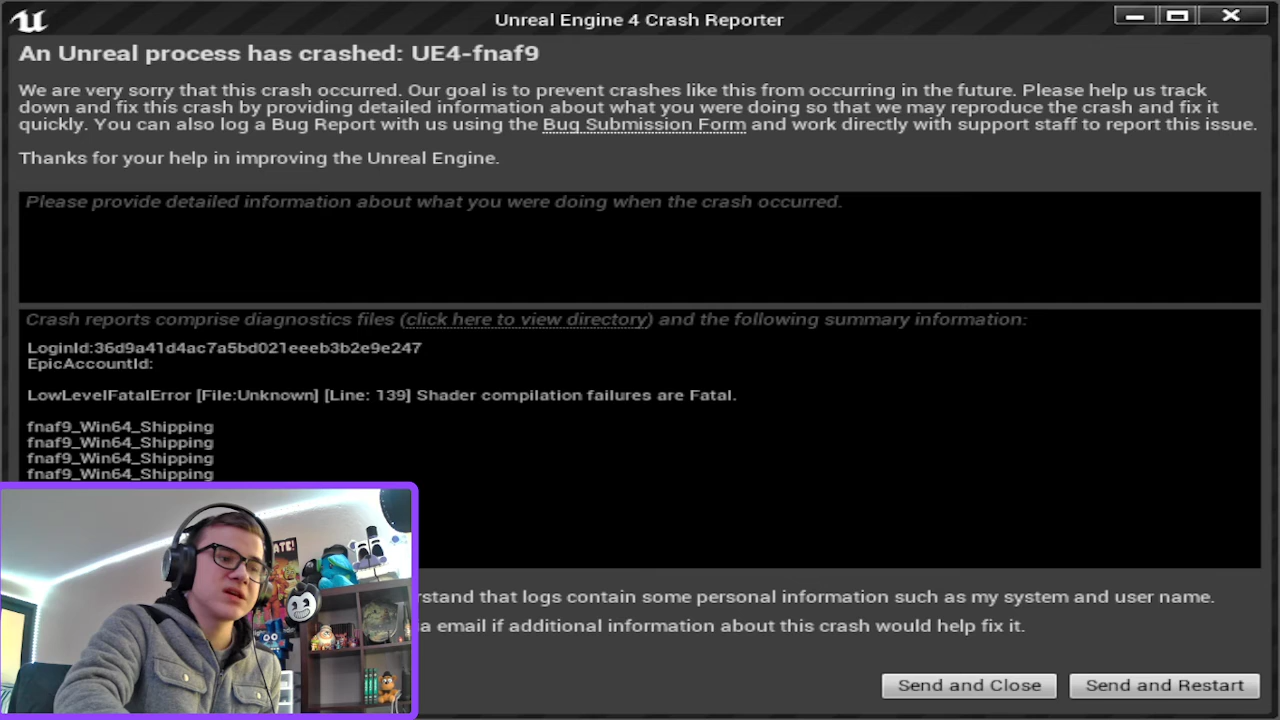 Unreal Engine 4 Crash Reporter
An Unreal process has crashed: UE4-fnaf9
We are very sorry that this crash occurred. Our goal is to prevent crashes like this from occurring in the future. Please help us track
down and fix this crash by providing detailed information about what you were doing so that we may reproduce the crash and fix it
quickly. You can also log a Bug Report with us using the Bug Submission Form and work directly with support staff to report this issue.
Thanks for your help in improving the Unreal Engine.
Please provide detailed information about what you were doing when the crash occurred.
Crash reports comprise diagnostics files (click here to view directory) and the following summary information:
LoginId:36d9a41d4ac7a5bd021eeeb3b2e9e247
EpicAccountId:
LowLevelFatalError [File:Unknown] [Line: 139] Shader compilation failures are Fatal.
fnaf9_Win64_Shipping
fnaf9_Win64_Shipping
fnaf9_Win64_Shipping
fnaf9_Win64_Shipping
that logs contain some personal information such as my system and user name.
email if additional information about this crash would help fix it.
Send and Close
Send and Restart